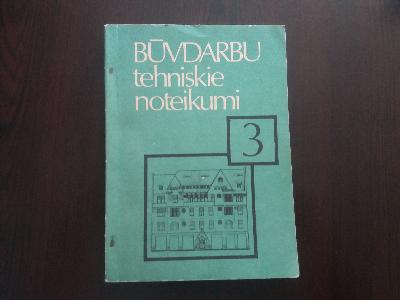 BŪVDARBU
tehniskie
noteikumi
3